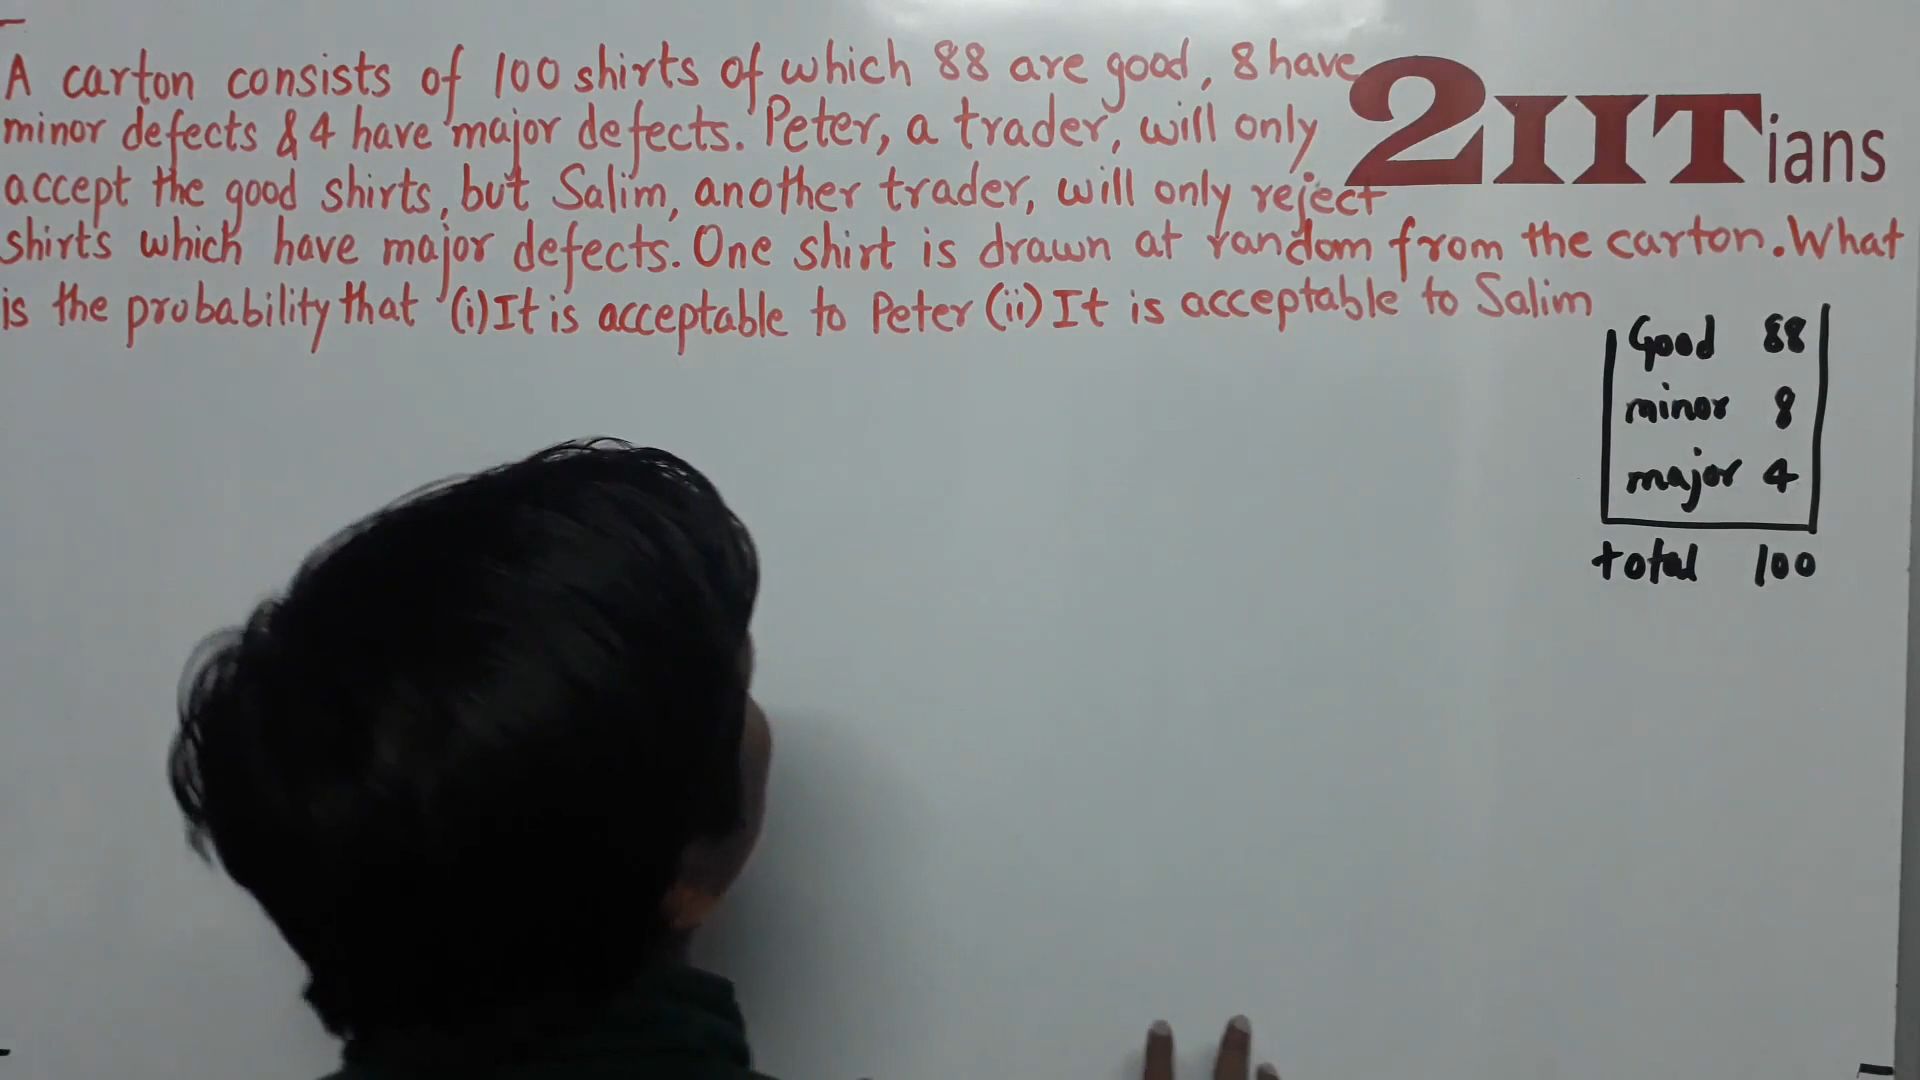 A carton consists of 100 shirts of which 88 are good, 8 have
minor defects & 4 have major defects. Peter, a trader, will only
accept the good shirts, but Salim, another trader, will only reject
shirts which have major defects. One shirt is drawn at random from the carton. What
is the probability that (i) It is acceptable to Peter (ii) It is acceptable to Salim
2IITians
Good 88
minor 8
major 4
total 100